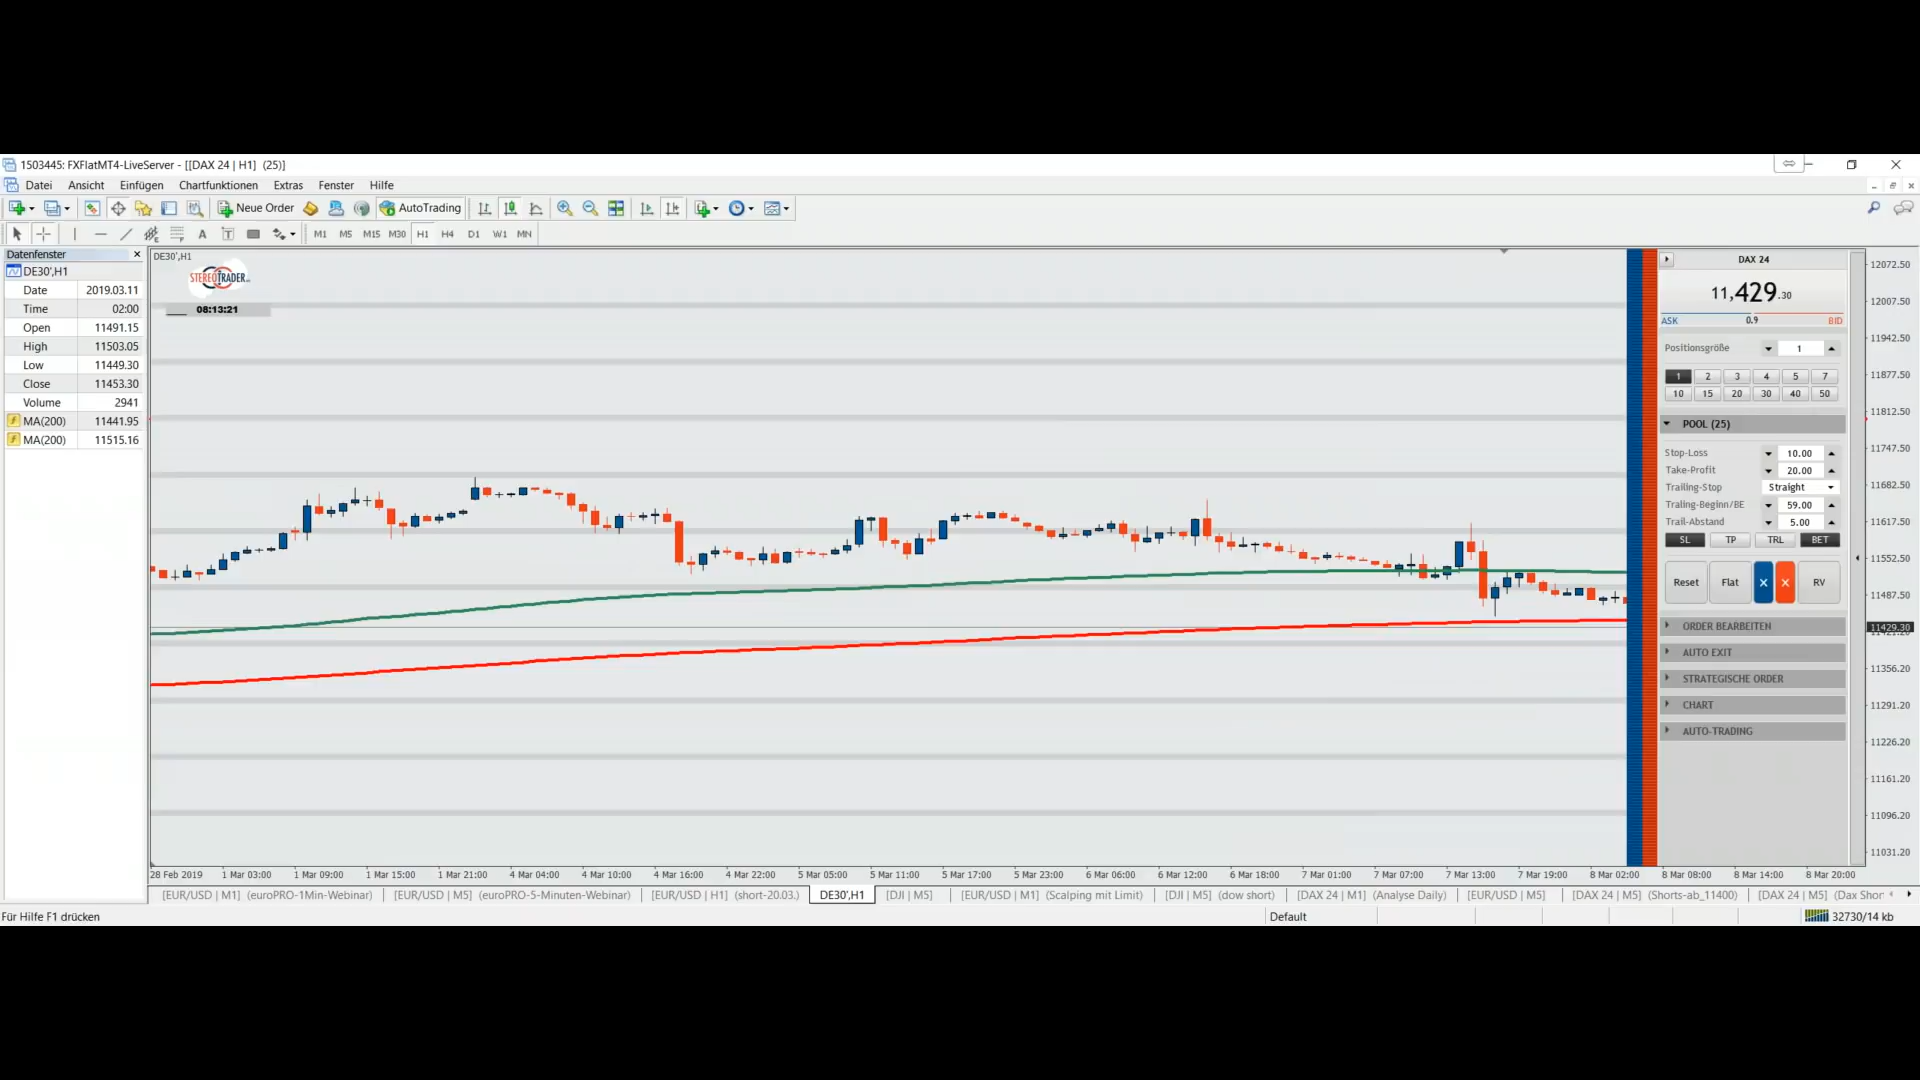 1503445: FXFlatMT4-LiveServer - [[DAX 24 | H1] (25)]
Datei Ansicht Einfügen Chartfunktionen Extras Fenster Hilfe
Neue Order AutoTrading
A T M1 M5 M15 M30 H1 H4 D1 W1 MN
Datenfenster
DE30',H1
Date 2019.03.11
Time 02:00
Open 11491.15
High 11503.05
Low 11449.30
Close 11453.30
Volume 2941
MA(200) 11441.95
MA(200) 11515.16
DE30',H1
STEREOTRADER
08:13:21
DAX 24
11,429.30
ASK 0.9 BID
Positionsgröße 1
1 2 3 4 5 7
10 15 20 30 40 50
POOL (25)
Stop-Loss 10.00
Take-Profit 20.00
Trailing-Stop Straight
Traling-Beginn/BE 59.00
Trail-Abstand 5.00
SL TP TRL BET
Reset Flat X X RV
ORDER BEARBEITEN
AUTO EXIT
STRATEGISCHE ORDER
CHART
AUTO-TRADING
12072.50
12007.50
11942.50
11877.50
11812.50
11747.50
11682.50
11617.50
11552.50
11487.50
11429.30
11356.20
11291.20
11226.20
11161.20
11096.20
11031.20
28 Feb 2019 1 Mar 03:00 1 Mar 09:00 1 Mar 15:00 1 Mar 21:00 4 Mar 04:00 4 Mar 10:00 4 Mar 16:00 4 Mar 22:00 5 Mar 05:00 5 Mar 11:00 5 Mar 17:00 5 Mar 23:00 6 Mar 06:00 6 Mar 12:00 6 Mar 18:00 7 Mar 01:00 7 Mar 07:00 7 Mar 13:00 7 Mar 19:00 8 Mar 02:00 8 Mar 08:00 8 Mar 14:00 8 Mar 20:00
[EUR/USD | M1] (euroPRO-1Min-Webinar) [EUR/USD | M5] (euroPRO-5-Minuten-Webinar) [EUR/USD | H1] (short-20.03.) DE30',H1 [DJI | M5] [EUR/USD | M1] (Scalping mit Limit) [DJI | M5] (dow short) [DAX 24 | M1] (Analyse Daily) [EUR/USD | M5] [DAX 24 | M5] (Shorts-ab_11400) [DAX 24 | M5] (Dax Shor
Für Hilfe F1 drücken Default 32730/14 kb